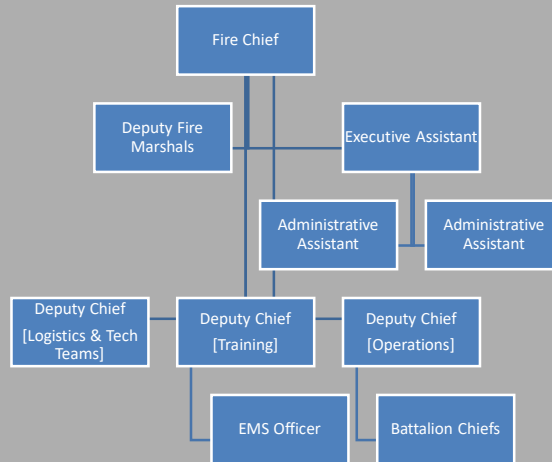 Fire Chief
Deputy Fire
Marshals
Executive Assistant
Administrative
Assistant
Administrative
Assistant
Deputy Chief
[Logistics & Tech
Teams]
Deputy Chief
[Training]
Deputy Chief
[Operations]
EMS Officer
Battalion Chiefs